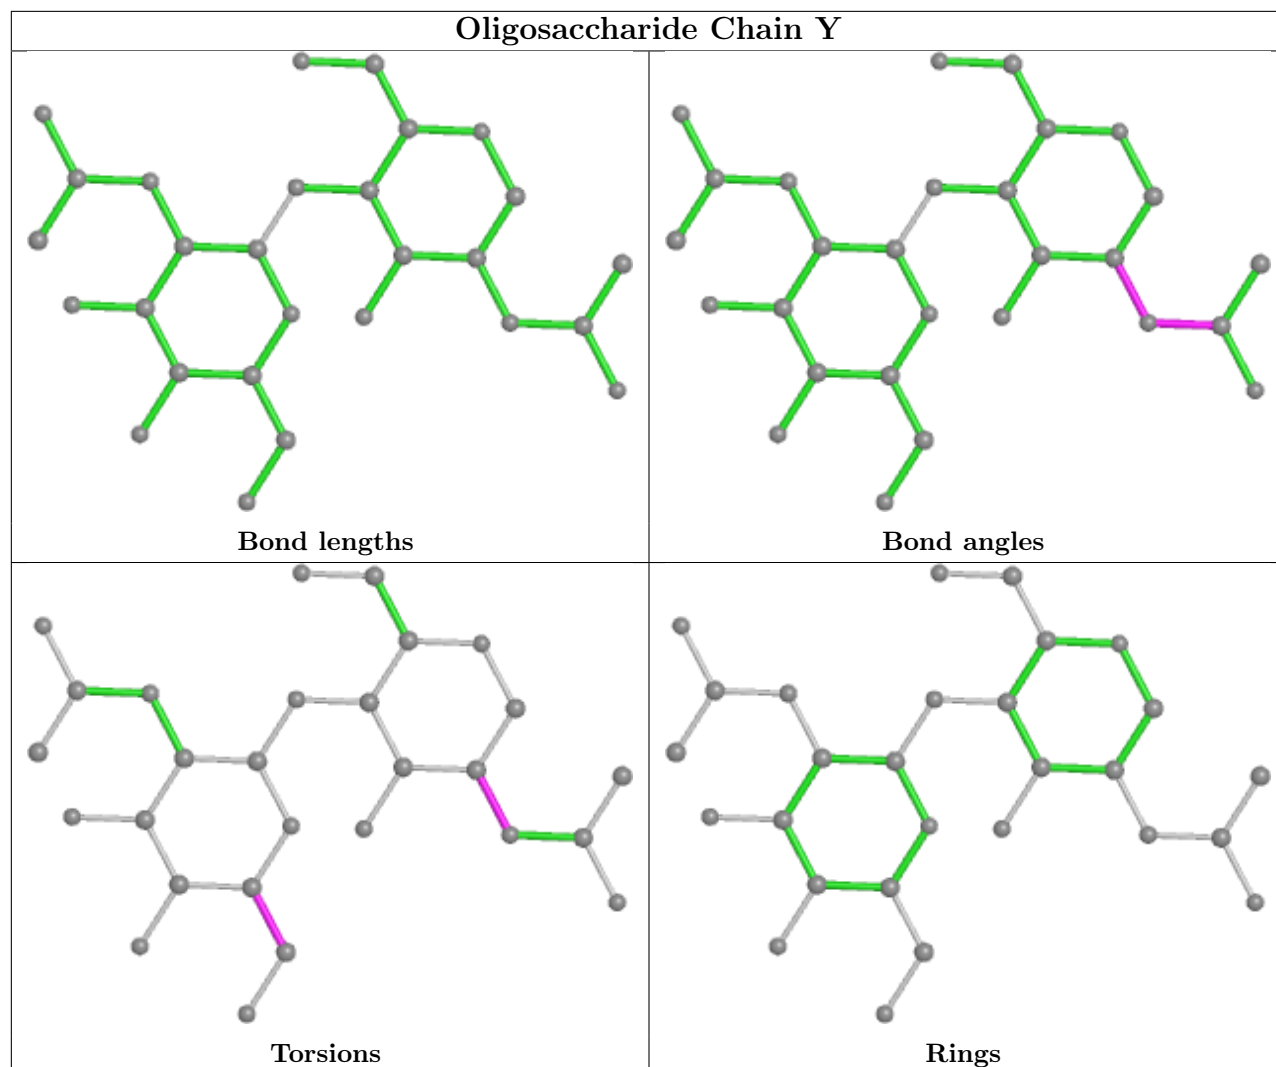 Oligosaccharide Chain Y
Bond lengths
Bond angles
Torsions
Rings